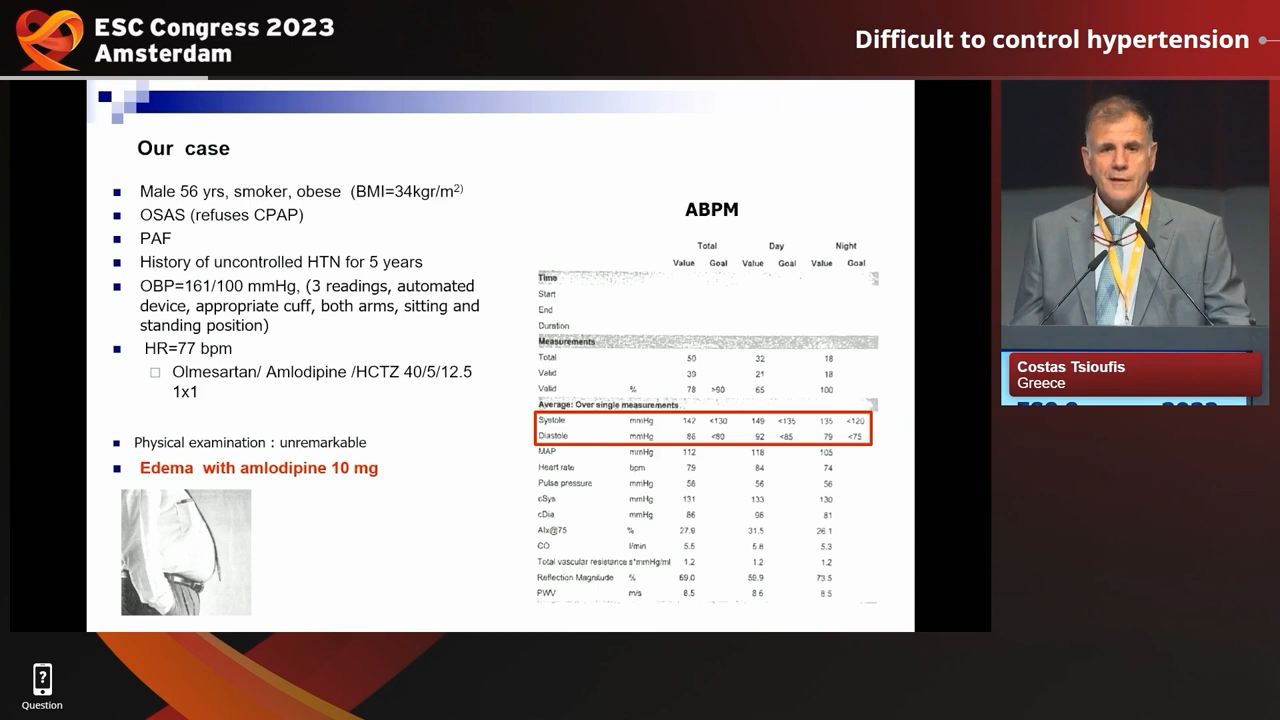 ESC Congress 2023
Amsterdam
Difficult to control hypertension
Our case
Male 56 yrs, smoker, obese (BMI=34kgr/m2)
OSAS (refuses CPAP)
PAF
History of uncontrolled HTN for 5 years
OBP=161/100 mmHg, (3 readings, automated
device, appropriate cuff, both arms, sitting and
standing position)
HR=77 bpm
Olmesartan/ Amlodipine /HCTZ 40/5/12.5
1x1
Physical examination : unremarkable
Edema with amlodipine 10 mg
ABPM
Total Day Night
Value Goal Value Goal Value Goal
Time
Start
End
Duration
Measurements
Total 50 32 18
Valid 39 21 18
Valid % 78 >90 65 100
Average: Over single measurements
Systole mmHg 142 <130 149 <135 135 <120
Diastole mmHg 86 <80 92 <85 79 <75
MAP mmHg 112 118 105
Heart rate bpm 79 84 74
Pulse pressure mmHg 56 56 56
cSys mmHg 131 133 130
cDia mmHg 86 96 81
AIx@75 % 27.9 31.5 26.1
CO l/min 5.5 5.8 5.3
Total vascular resistance s*mmHg/ml 1.2 1.2 1.2
Reflection Magnitude % 69.0 59.9 73.5
PWV m/s 8.5 8.6 8.5
Costas Tsioufis
Greece
?
Question